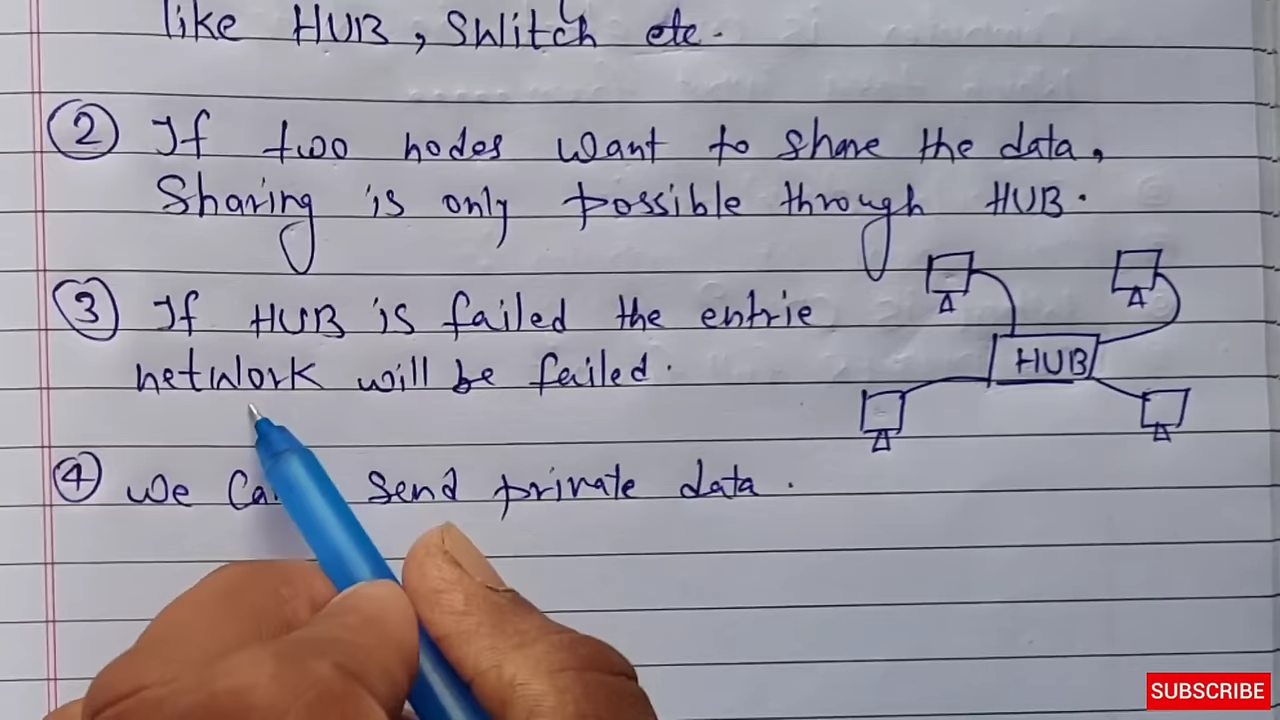 like HUB, Switch etc.
② If two nodes want to share the data,
Sharing is only possible through HUB.
③ If HUB is failed the entrie
network will be failed.
HUB
④ We send private data.
SUBSCRIBE